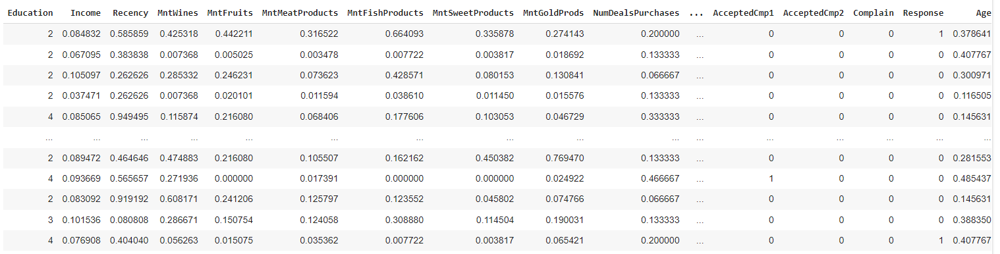 Education Income Recency MntWines MntFruits MntMeatProducts MntFishProducts MntSweetProducts MntGoldProds NumDealsPurchases ... AcceptedCmp1 AcceptedCmp2 Complain Response Age
2 0.084832 0.585859 0.425318 0.442211 0.316522 0.664093 0.335878 0.274143 0.200000 ... 0 0 0 1 0.378641
2 0.067095 0.383838 0.007368 0.005025 0.003478 0.007722 0.003817 0.018692 0.133333 ... 0 0 0 0 0.407767
2 0.105097 0.262626 0.285332 0.246231 0.073623 0.428571 0.080153 0.130841 0.066667 ... 0 0 0 0 0.300971
2 0.037471 0.262626 0.007368 0.020101 0.011594 0.038610 0.011450 0.015576 0.133333 ... 0 0 0 0 0.116505
4 0.085065 0.949495 0.115874 0.216080 0.068406 0.177606 0.103053 0.046729 0.333333 ... 0 0 0 0 0.145631
... ... ... ... ... ... ... ... ... ... ... ... ... ... ... ...
2 0.089472 0.464646 0.474883 0.216080 0.105507 0.162162 0.450382 0.769470 0.133333 ... 0 0 0 0 0.281553
4 0.093669 0.565657 0.271936 0.000000 0.017391 0.000000 0.000000 0.024922 0.466667 ... 1 0 0 0 0.485437
2 0.083092 0.919192 0.608171 0.241206 0.125797 0.123552 0.045802 0.074766 0.066667 ... 0 0 0 0 0.145631
3 0.101536 0.080808 0.286671 0.150754 0.124058 0.308880 0.114504 0.190031 0.133333 ... 0 0 0 0 0.388350
4 0.076908 0.404040 0.056263 0.015075 0.035362 0.007722 0.003817 0.065421 0.200000 ... 0 0 0 1 0.407767